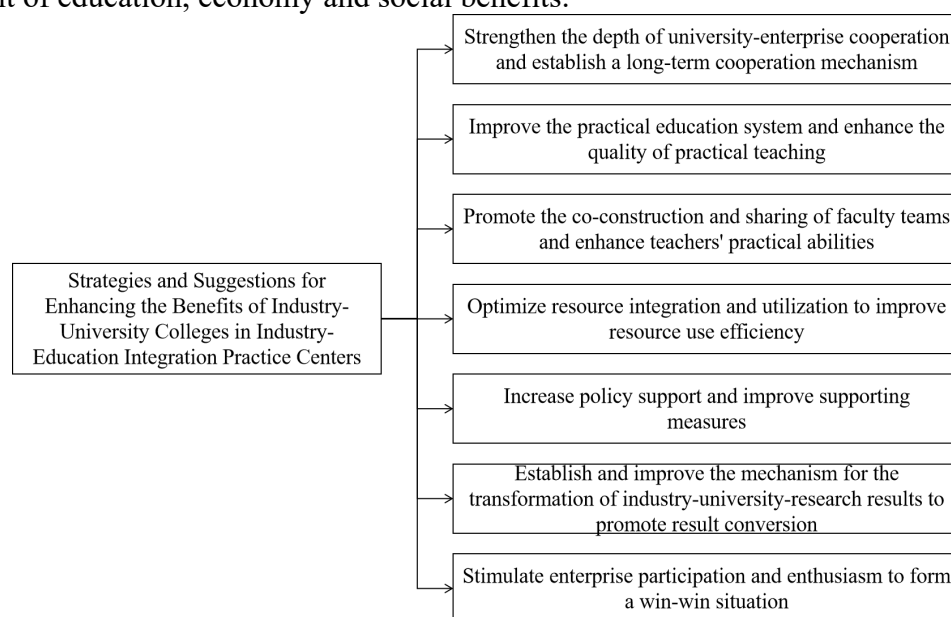 nt of education, economy and social benefits.
Strengthen the depth of university-enterprise cooperation
and establish a long-term cooperation mechanism
Improve the practical education system and enhance the
quality of practical teaching
Promote the co-construction and sharing of faculty teams
and enhance teachers' practical abilities
Strategies and Suggestions for
Enhancing the Benefits of Industry-
University Colleges in Industry-
Education Integration Practice Centers
Optimize resource integration and utilization to improve
resource use efficiency
Increase policy support and improve supporting
measures
Establish and improve the mechanism for the
transformation of industry-university-research results to
promote result conversion
Stimulate enterprise participation and enthusiasm to form
a win-win situation